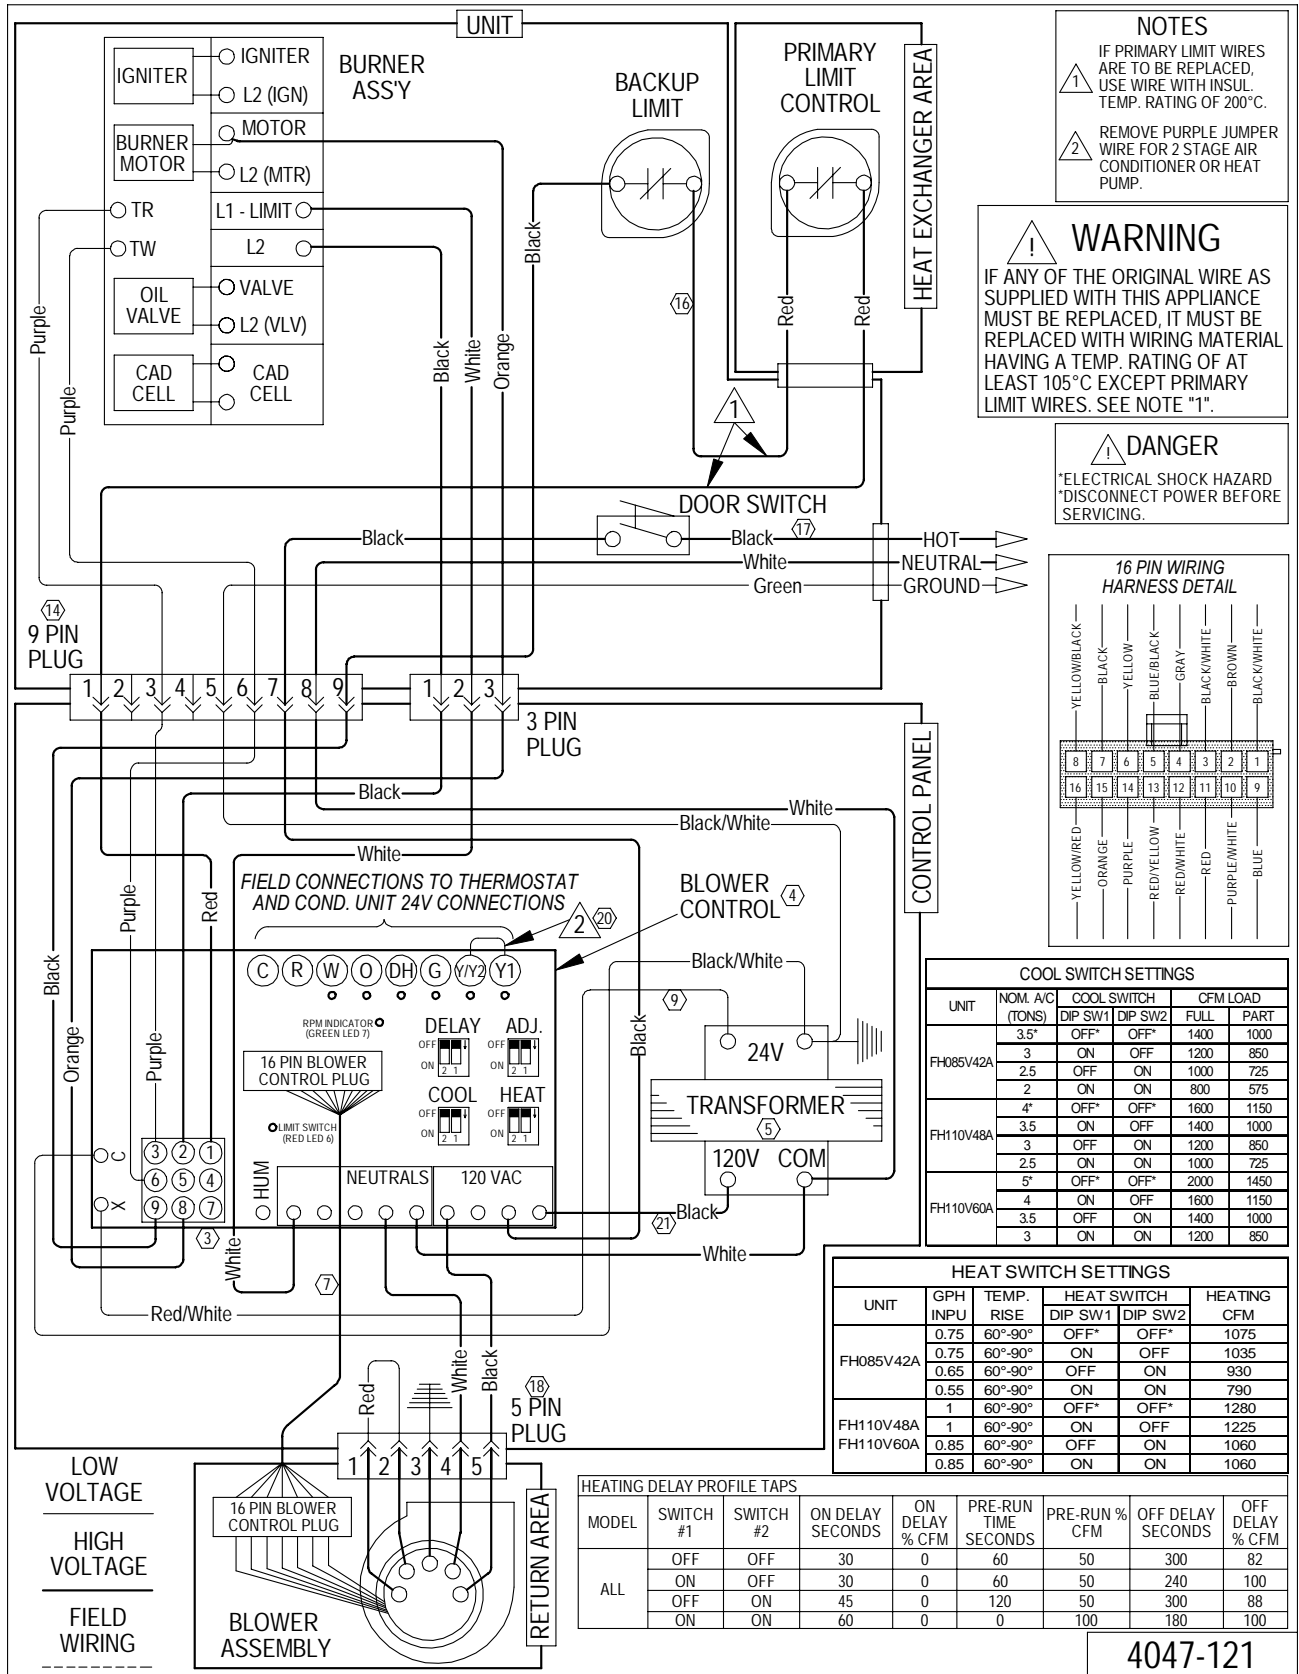 UNIT
IGNITER
IGNITER
L2 (IGN)
BURNER
ASS'Y
BURNER
MOTOR
MOTOR
L2 (MTR)
TR
L1 - LIMIT
TW
L2
OIL
VALVE
VALVE
L2 (VLV)
CAD
CELL
CAD
CELL
BACKUP
LIMIT
PRIMARY
LIMIT
CONTROL
HEAT EXCHANGER AREA
NOTES
1
IF PRIMARY LIMIT WIRES
ARE TO BE REPLACED,
USE WIRE WITH INSUL.
TEMP. RATING OF 200°C.
2
REMOVE PURPLE JUMPER
WIRE FOR 2 STAGE AIR
CONDITIONER OR HEAT
PUMP.
! WARNING
IF ANY OF THE ORIGINAL WIRE AS
SUPPLIED WITH THIS APPLIANCE
MUST BE REPLACED, IT MUST BE
REPLACED WITH WIRING MATERIAL
HAVING A TEMP. RATING OF AT
LEAST 105°C EXCEPT PRIMARY
LIMIT WIRES. SEE NOTE "1".
! DANGER
*ELECTRICAL SHOCK HAZARD
*DISCONNECT POWER BEFORE
SERVICING.
Purple
Purple
Black
White
Orange
Black
16
Red
Red
1
DOOR SWITCH
Black
Black
17
HOT
White
NEUTRAL
Green
GROUND
14
9 PIN
PLUG
1 2 3 4 5 6 7 8 9
1 2 3
3 PIN
PLUG
16 PIN WIRING
HARNESS DETAIL
YELLOW/BLACK
BLACK
YELLOW
BLUE/BLACK
GRAY
BLACK/WHITE
BROWN
BLACK/WHITE
8 7 6 5 4 3 2 1
16 15 14 13 12 11 10 9
YELLOW/RED
ORANGE
PURPLE
RED/YELLOW
RED/WHITE
RED
PURPLE/WHITE
BLUE
CONTROL PANEL
Black
White
Black/White
White
FIELD CONNECTIONS TO THERMOSTAT
AND COND. UNIT 24V CONNECTIONS
BLOWER
CONTROL
4
2
20
Purple
Red
Black
Orange
Purple
C R W O DH G Y/Y2 Y1
RPM INDICATOR
(GREEN LED 7)
DELAY
OFF
ON
2 1
ADJ.
OFF
ON
2 1
16 PIN BLOWER
CONTROL PLUG
COOL
OFF
ON
2 1
HEAT
OFF
ON
2 1
LIMIT SWITCH
(RED LED 6)
C
X
3 2 1
6 5 4
9 8 7
3
HUM
NEUTRALS
120 VAC
Black/White
9
Black
24V
TRANSFORMER
5
120V COM
21
Black
White
White
7
Red/White
COOL SWITCH SETTINGS
UNIT NOM. A/C (TONS) COOL SWITCH CFM LOAD
DIP SW1 DIP SW2 FULL PART
FH085V42A
3.5* OFF* OFF* 1400 1000
3 ON OFF 1200 850
2.5 OFF ON 1000 725
2 ON ON 800 575
FH110V48A
4* OFF* OFF* 1600 1150
3.5 ON OFF 1400 1000
3 OFF ON 1200 850
2.5 ON ON 1000 725
FH110V60A
5* OFF* OFF* 2000 1450
4 ON OFF 1600 1150
3.5 OFF ON 1400 1000
3 ON ON 1200 850
HEAT SWITCH SETTINGS
UNIT GPH INPU TEMP. RISE HEAT SWITCH HEATING CFM
DIP SW1 DIP SW2
FH085V42A
0.75 60°-90° OFF* OFF* 1075
0.75 60°-90° ON OFF 1035
0.65 60°-90° OFF ON 930
0.55 60°-90° ON ON 790
FH110V48A
FH110V60A
1 60°-90° OFF* OFF* 1280
1 60°-90° ON OFF 1225
0.85 60°-90° OFF ON 1060
0.85 60°-90° ON ON 1060
Red
White
Black
18
5 PIN
PLUG
1 2 3 4 5
LOW
VOLTAGE
HIGH
VOLTAGE
FIELD
WIRING
16 PIN BLOWER
CONTROL PLUG
BLOWER
ASSEMBLY
RETURN AREA
HEATING DELAY PROFILE TAPS
MODEL SWITCH #1 SWITCH #2 ON DELAY SECONDS ON DELAY % CFM PRE-RUN TIME SECONDS PRE-RUN % CFM OFF DELAY SECONDS OFF DELAY % CFM
ALL
OFF OFF 30 0 60 50 300 82
ON OFF 30 0 60 50 240 100
OFF ON 45 0 120 50 300 88
ON ON 60 0 0 100 180 100
4047-121